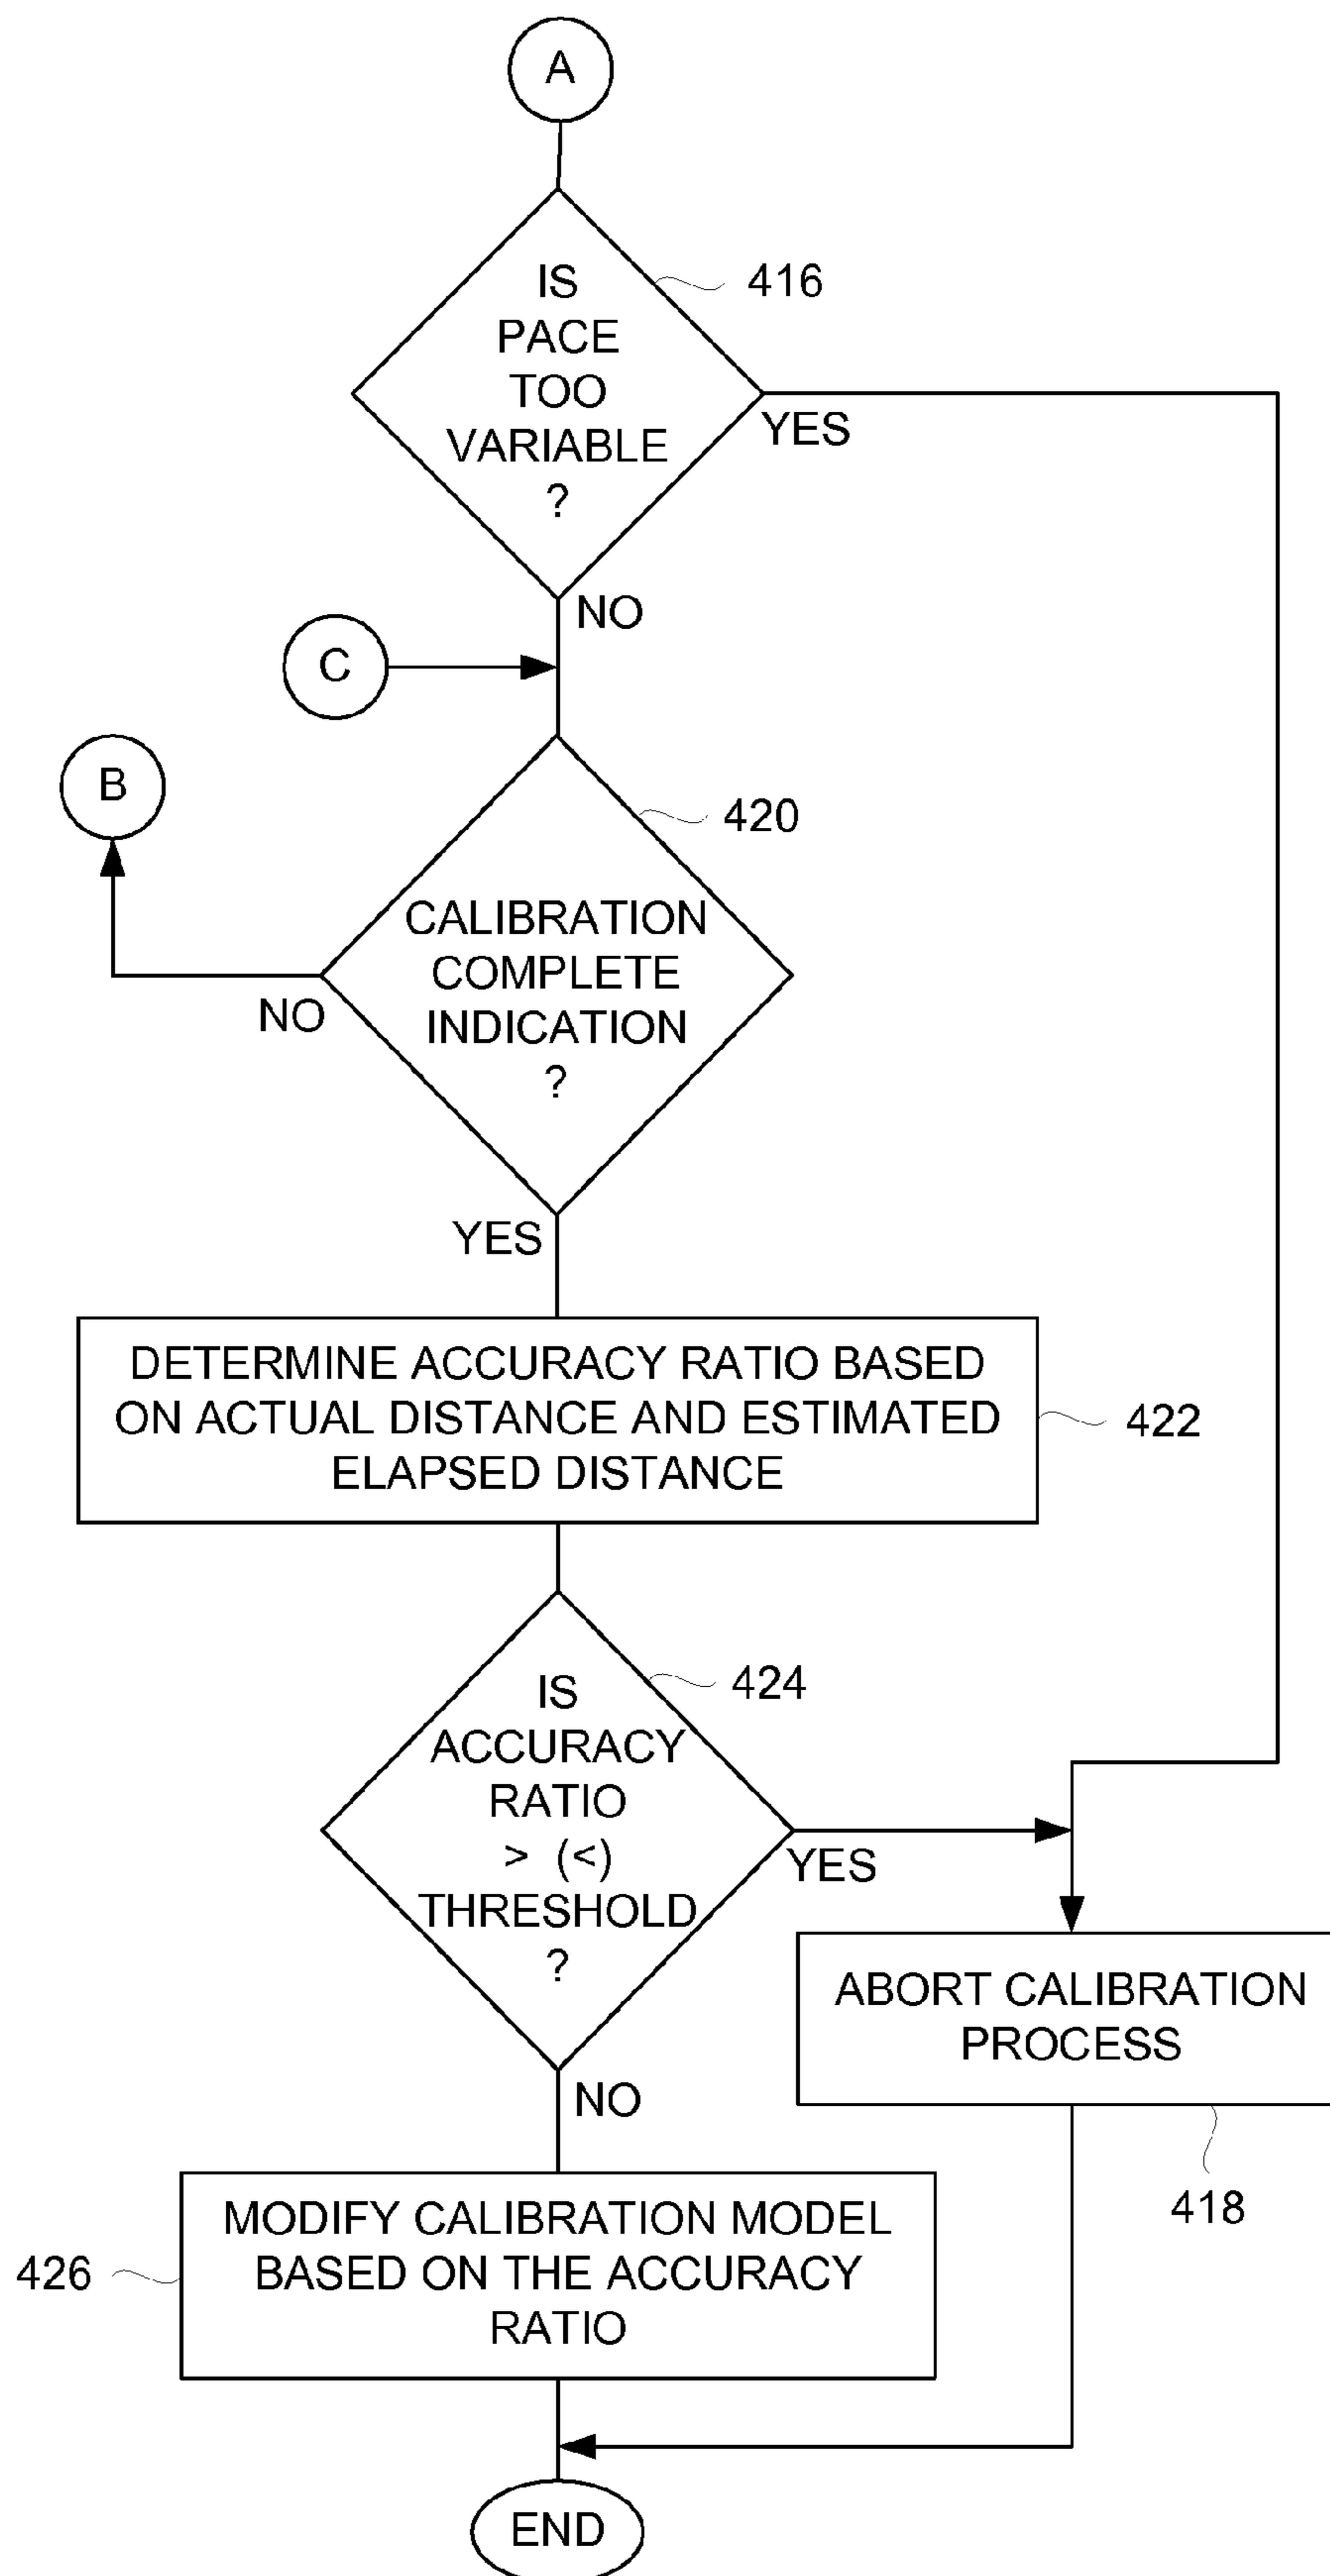 A
IS
PACE
TOO
VARIABLE
?
416
YES
NO
C
B
420
CALIBRATION
COMPLETE
INDICATION
?
NO
YES
DETERMINE ACCURACY RATIO BASED
ON ACTUAL DISTANCE AND ESTIMATED
ELAPSED DISTANCE
422
IS
ACCURACY
RATIO
> (<)
THRESHOLD
?
424
YES
NO
ABORT CALIBRATION
PROCESS
418
MODIFY CALIBRATION MODEL
BASED ON THE ACCURACY
RATIO
426
END